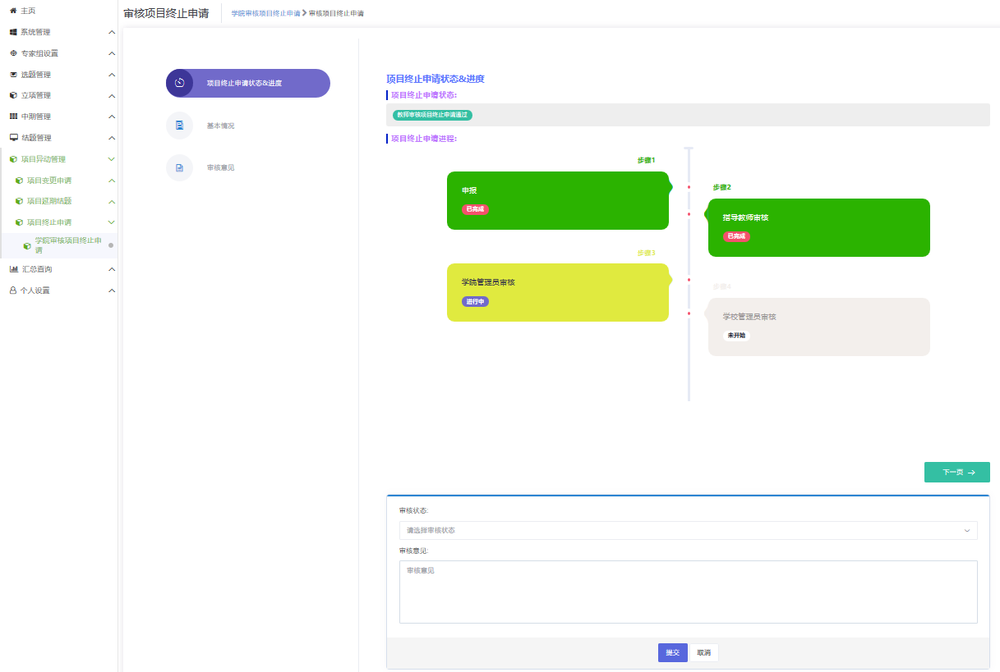 主页
系统管理
专家组设置
选题管理
立项管理
中期管理
结题管理
项目异动管理
项目变更申请
项目延期结题
项目终止申请
学院审核项目终止申
请
汇总查询
个人设置
审核项目终止申请
学院审核项目终止申请 > 审核项目终止申请
项目终止申请状态&进度
基本情况
审核意见
项目终止申请状态&进度
项目终止申请状态:
教师审核项目终止申请通过
项目终止申请进程:
步骤1
申报
已完成
步骤2
指导教师审核
已完成
步骤3
学院管理员审核
进行中
步骤4
学校管理员审核
未开始
下一页
审核状态:
请选择审核状态
审核意见:
审核意见
提交
取消